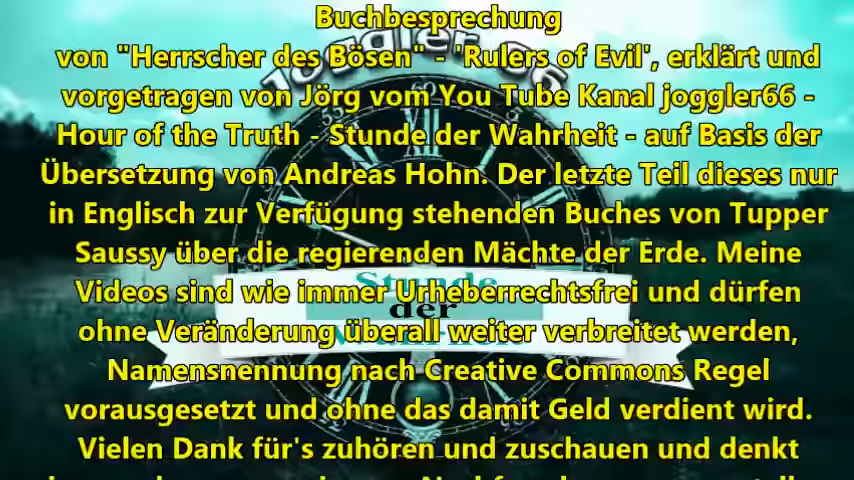 Buchbesprechung
von "Herrscher des Bösen" - 'Rulers of Evil', erklärt und
vorgetragen von Jörg vom You Tube Kanal joggler66 -
Hour of the Truth - Stunde der Wahrheit - auf Basis der
Übersetzung von Andreas Hohn. Der letzte Teil dieses nur
in Englisch zur Verfügung stehenden Buches von Tupper
Saussy über die regierenden Mächte der Erde. Meine
Videos sind wie immer Urheberrechtsfrei und dürfen
ohne Veränderung überall weiter verbreitet werden,
Namensnennung nach Creative Commons Regel
vorausgesetzt und ohne das damit Geld verdient wird.
Vielen Dank für's zuhören und zuschauen und denkt
joggler 66
Stunde
der